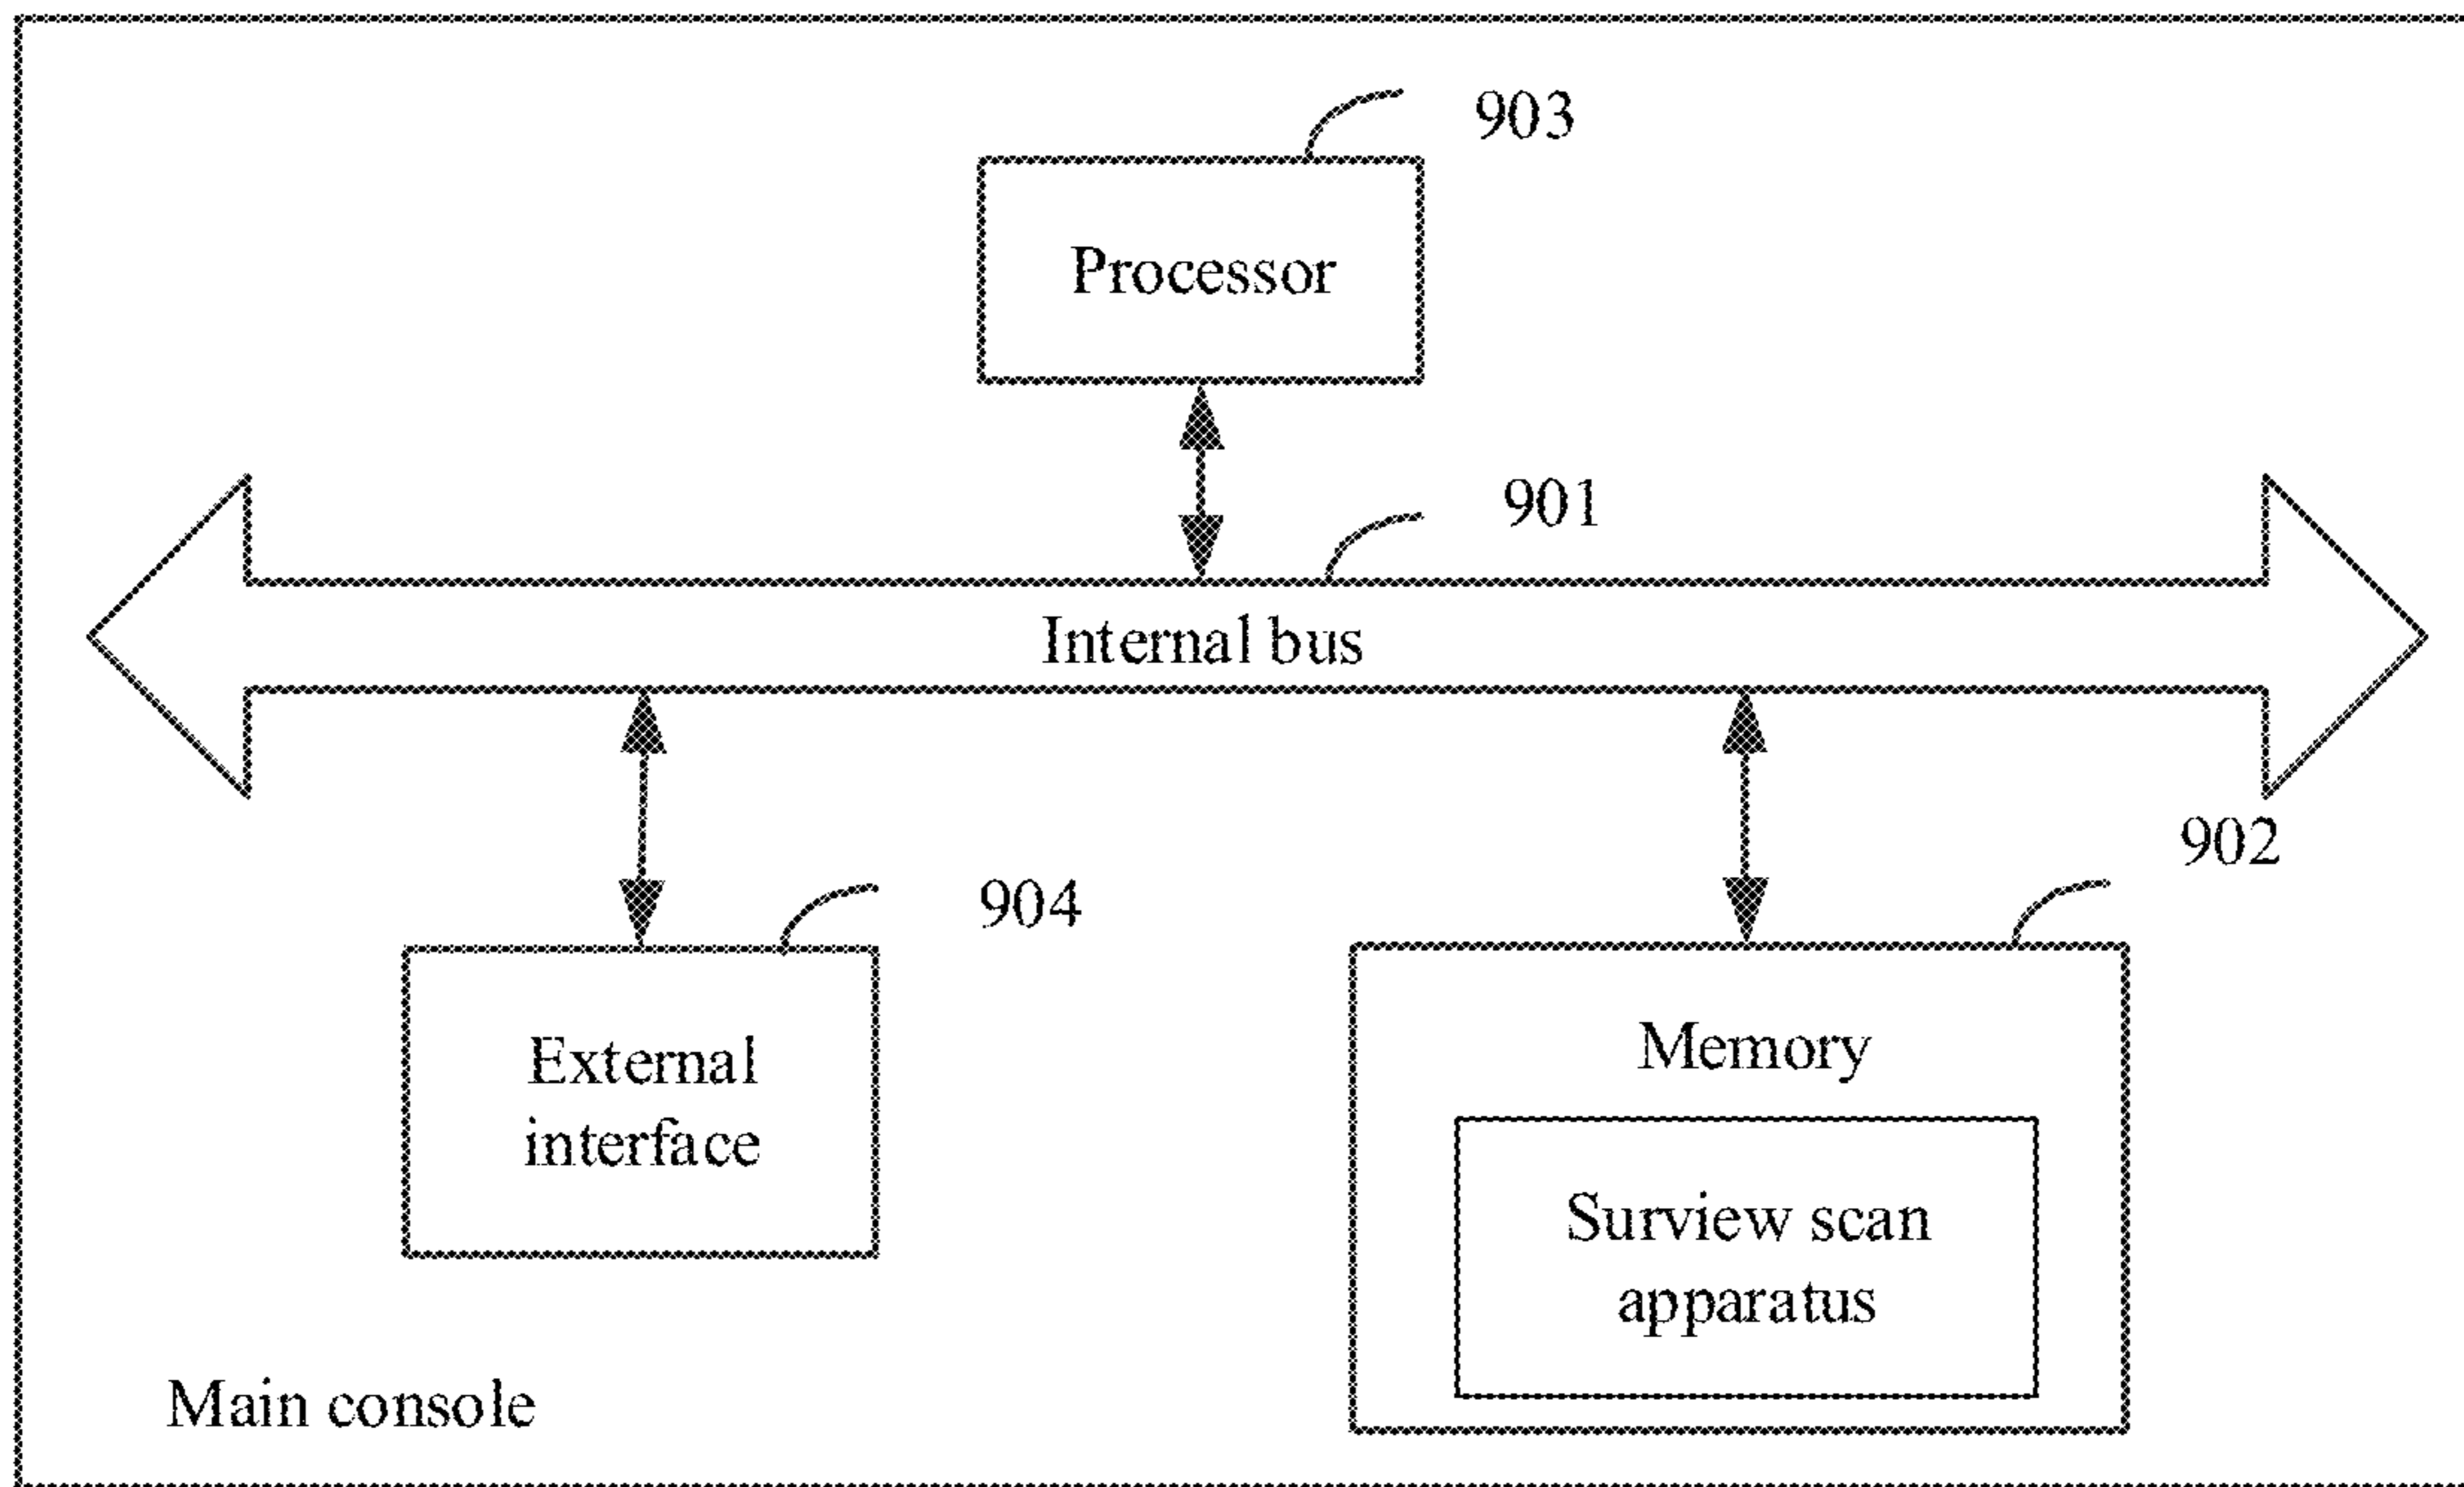 903
Processor
901
Internal bus
902
904
External
interface
Memory
Surview scan
apparatus
Main console